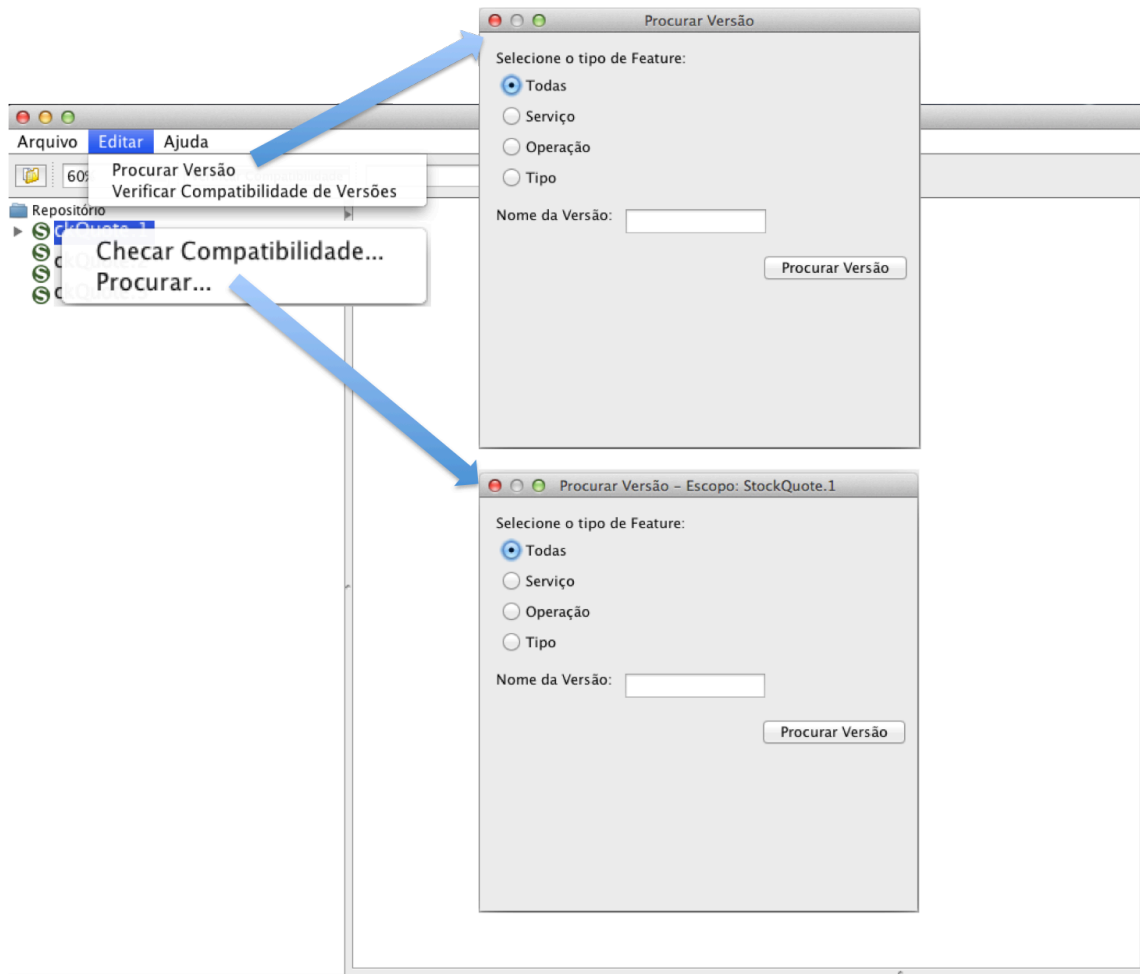 Procurar Versão
Selecione o tipo de Feature:
Todas
Serviço
Operação
Tipo
Nome da Versão:
Procurar Versão
Arquivo Editar Ajuda
Procurar Versão
Verificar Compatibilidade de Versões
Repositório
Checar Compatibilidade...
Procurar...
Procurar Versão – Escopo: StockQuote.1
Selecione o tipo de Feature:
Todas
Serviço
Operação
Tipo
Nome da Versão:
Procurar Versão